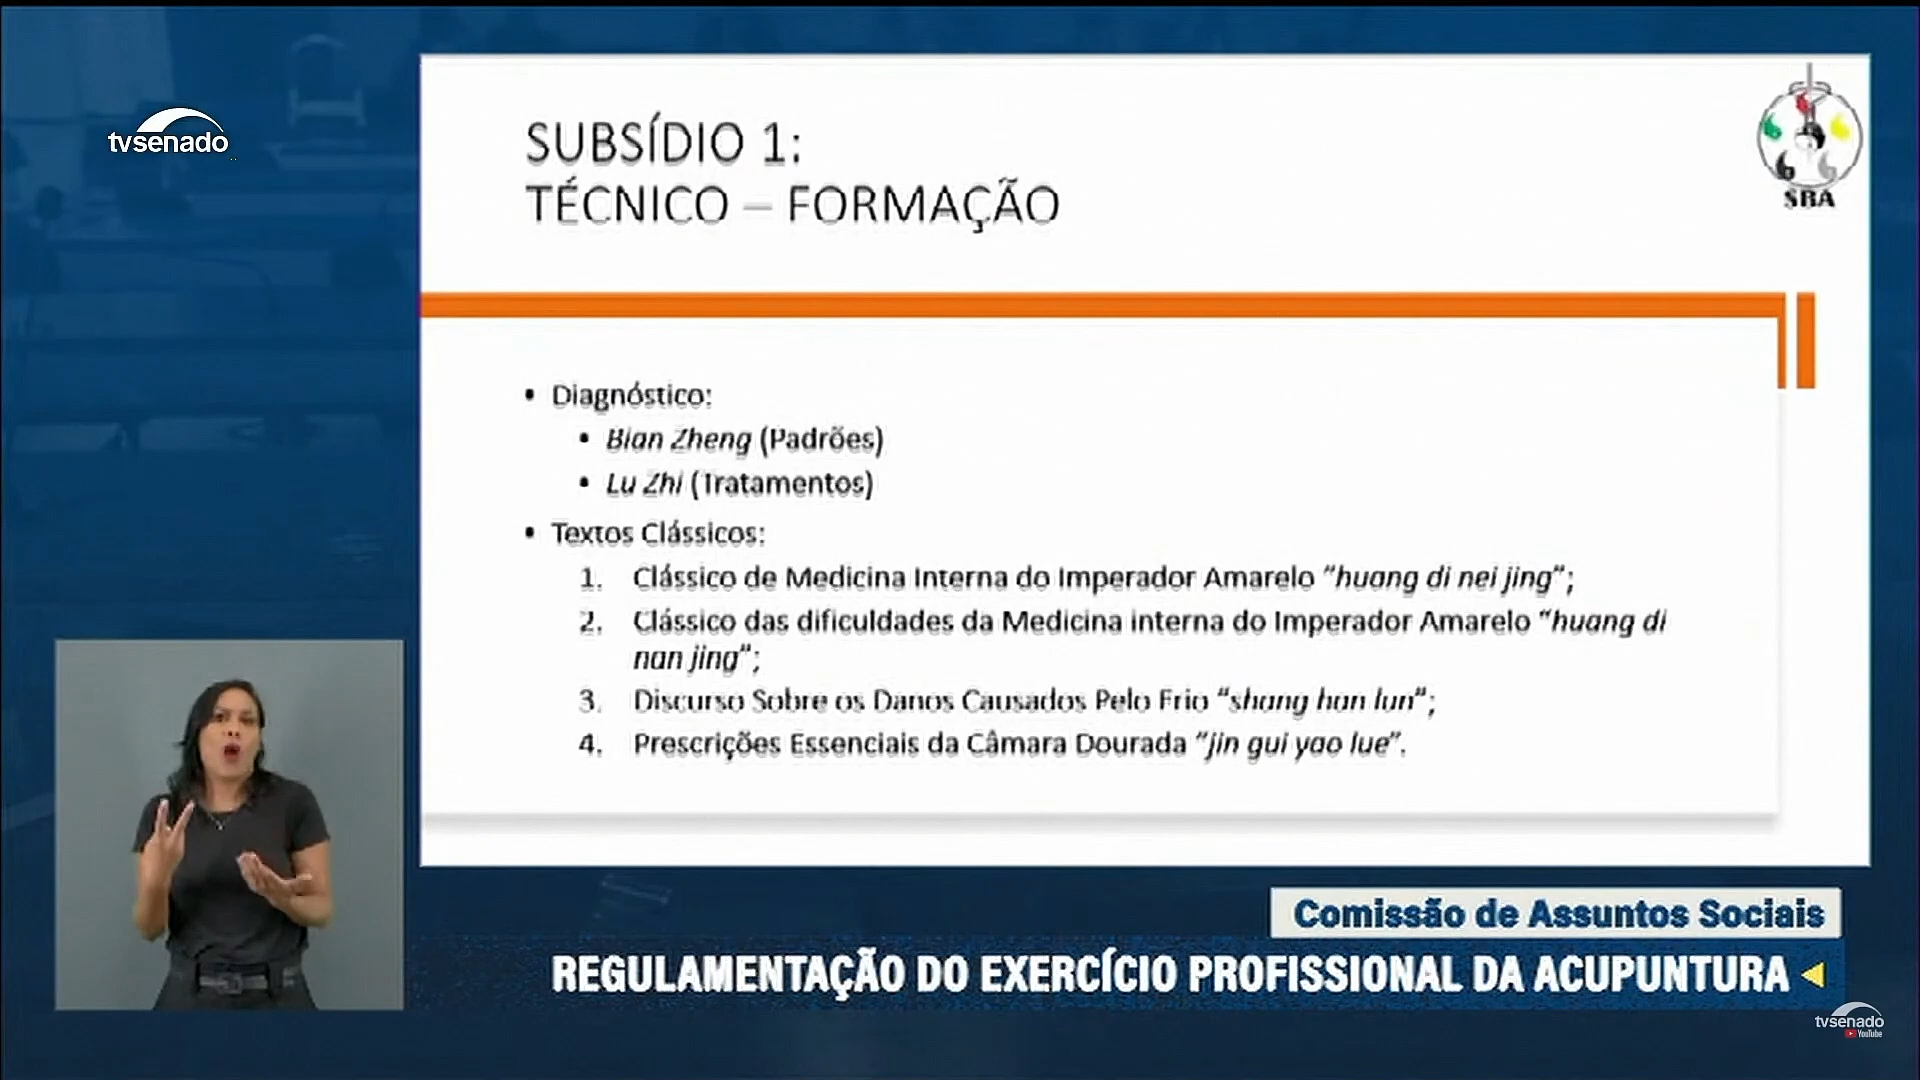 tvsenado
SUBSÍDIO 1:
TÉCNICO – FORMAÇÃO
SBA
• Diagnóstico:
• Bian Zheng (Padrões)
• Lu Zhi (Tratamentos)
• Textos Clássicos:
1. Clássico de Medicina Interna do Imperador Amarelo "huang di nei jing";
2. Clássico das dificuldades da Medicina interna do Imperador Amarelo "huang di
nan jing";
3. Discurso Sobre os Danos Causados Pelo Frio "shang han lun";
4. Prescrições Essenciais da Câmara Dourada "jin gui yao lue".
Comissão de Assuntos Sociais
REGULAMENTAÇÃO DO EXERCÍCIO PROFISSIONAL DA ACUPUNTURA
tvsenado
YouTube